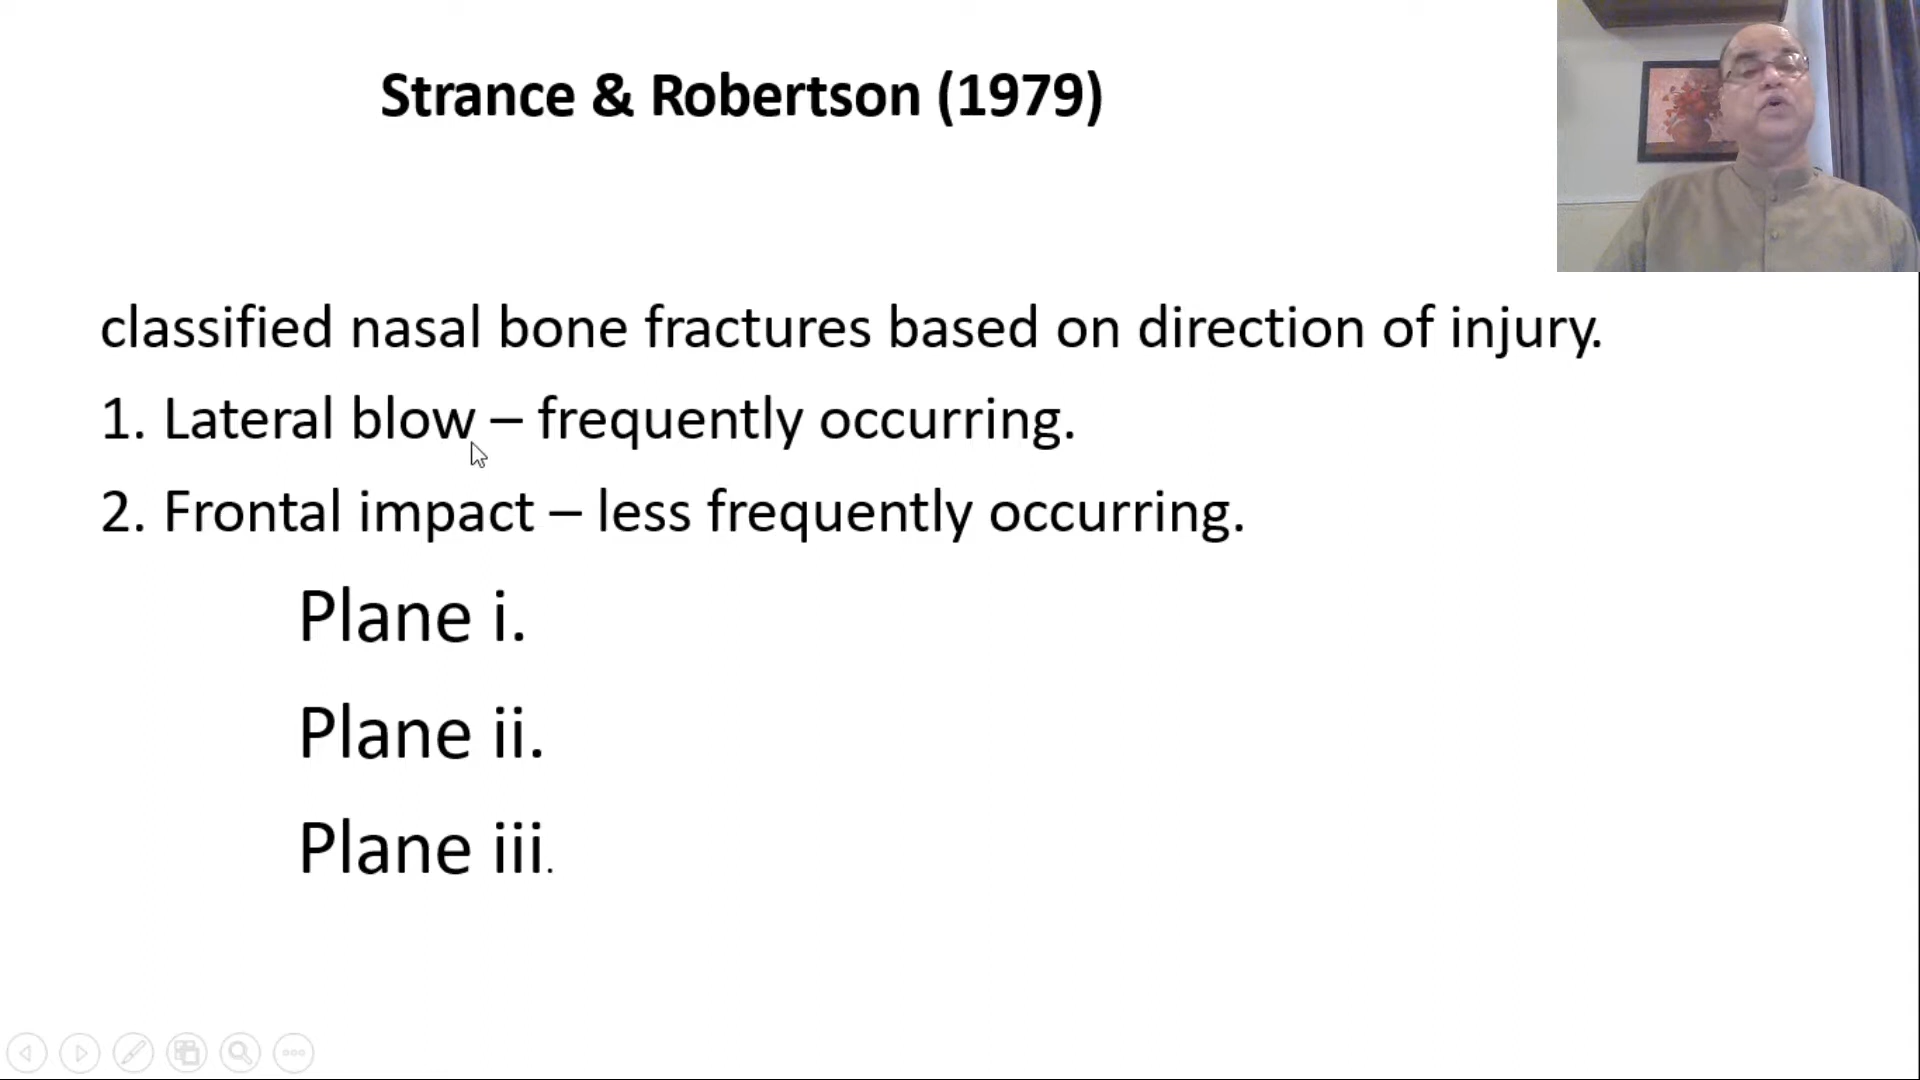 Strance & Robertson (1979)
classified nasal bone fractures based on direction of injury.
1. Lateral blow – frequently occurring.
2. Frontal impact – less frequently occurring.
Plane i.
Plane ii.
Plane iii.